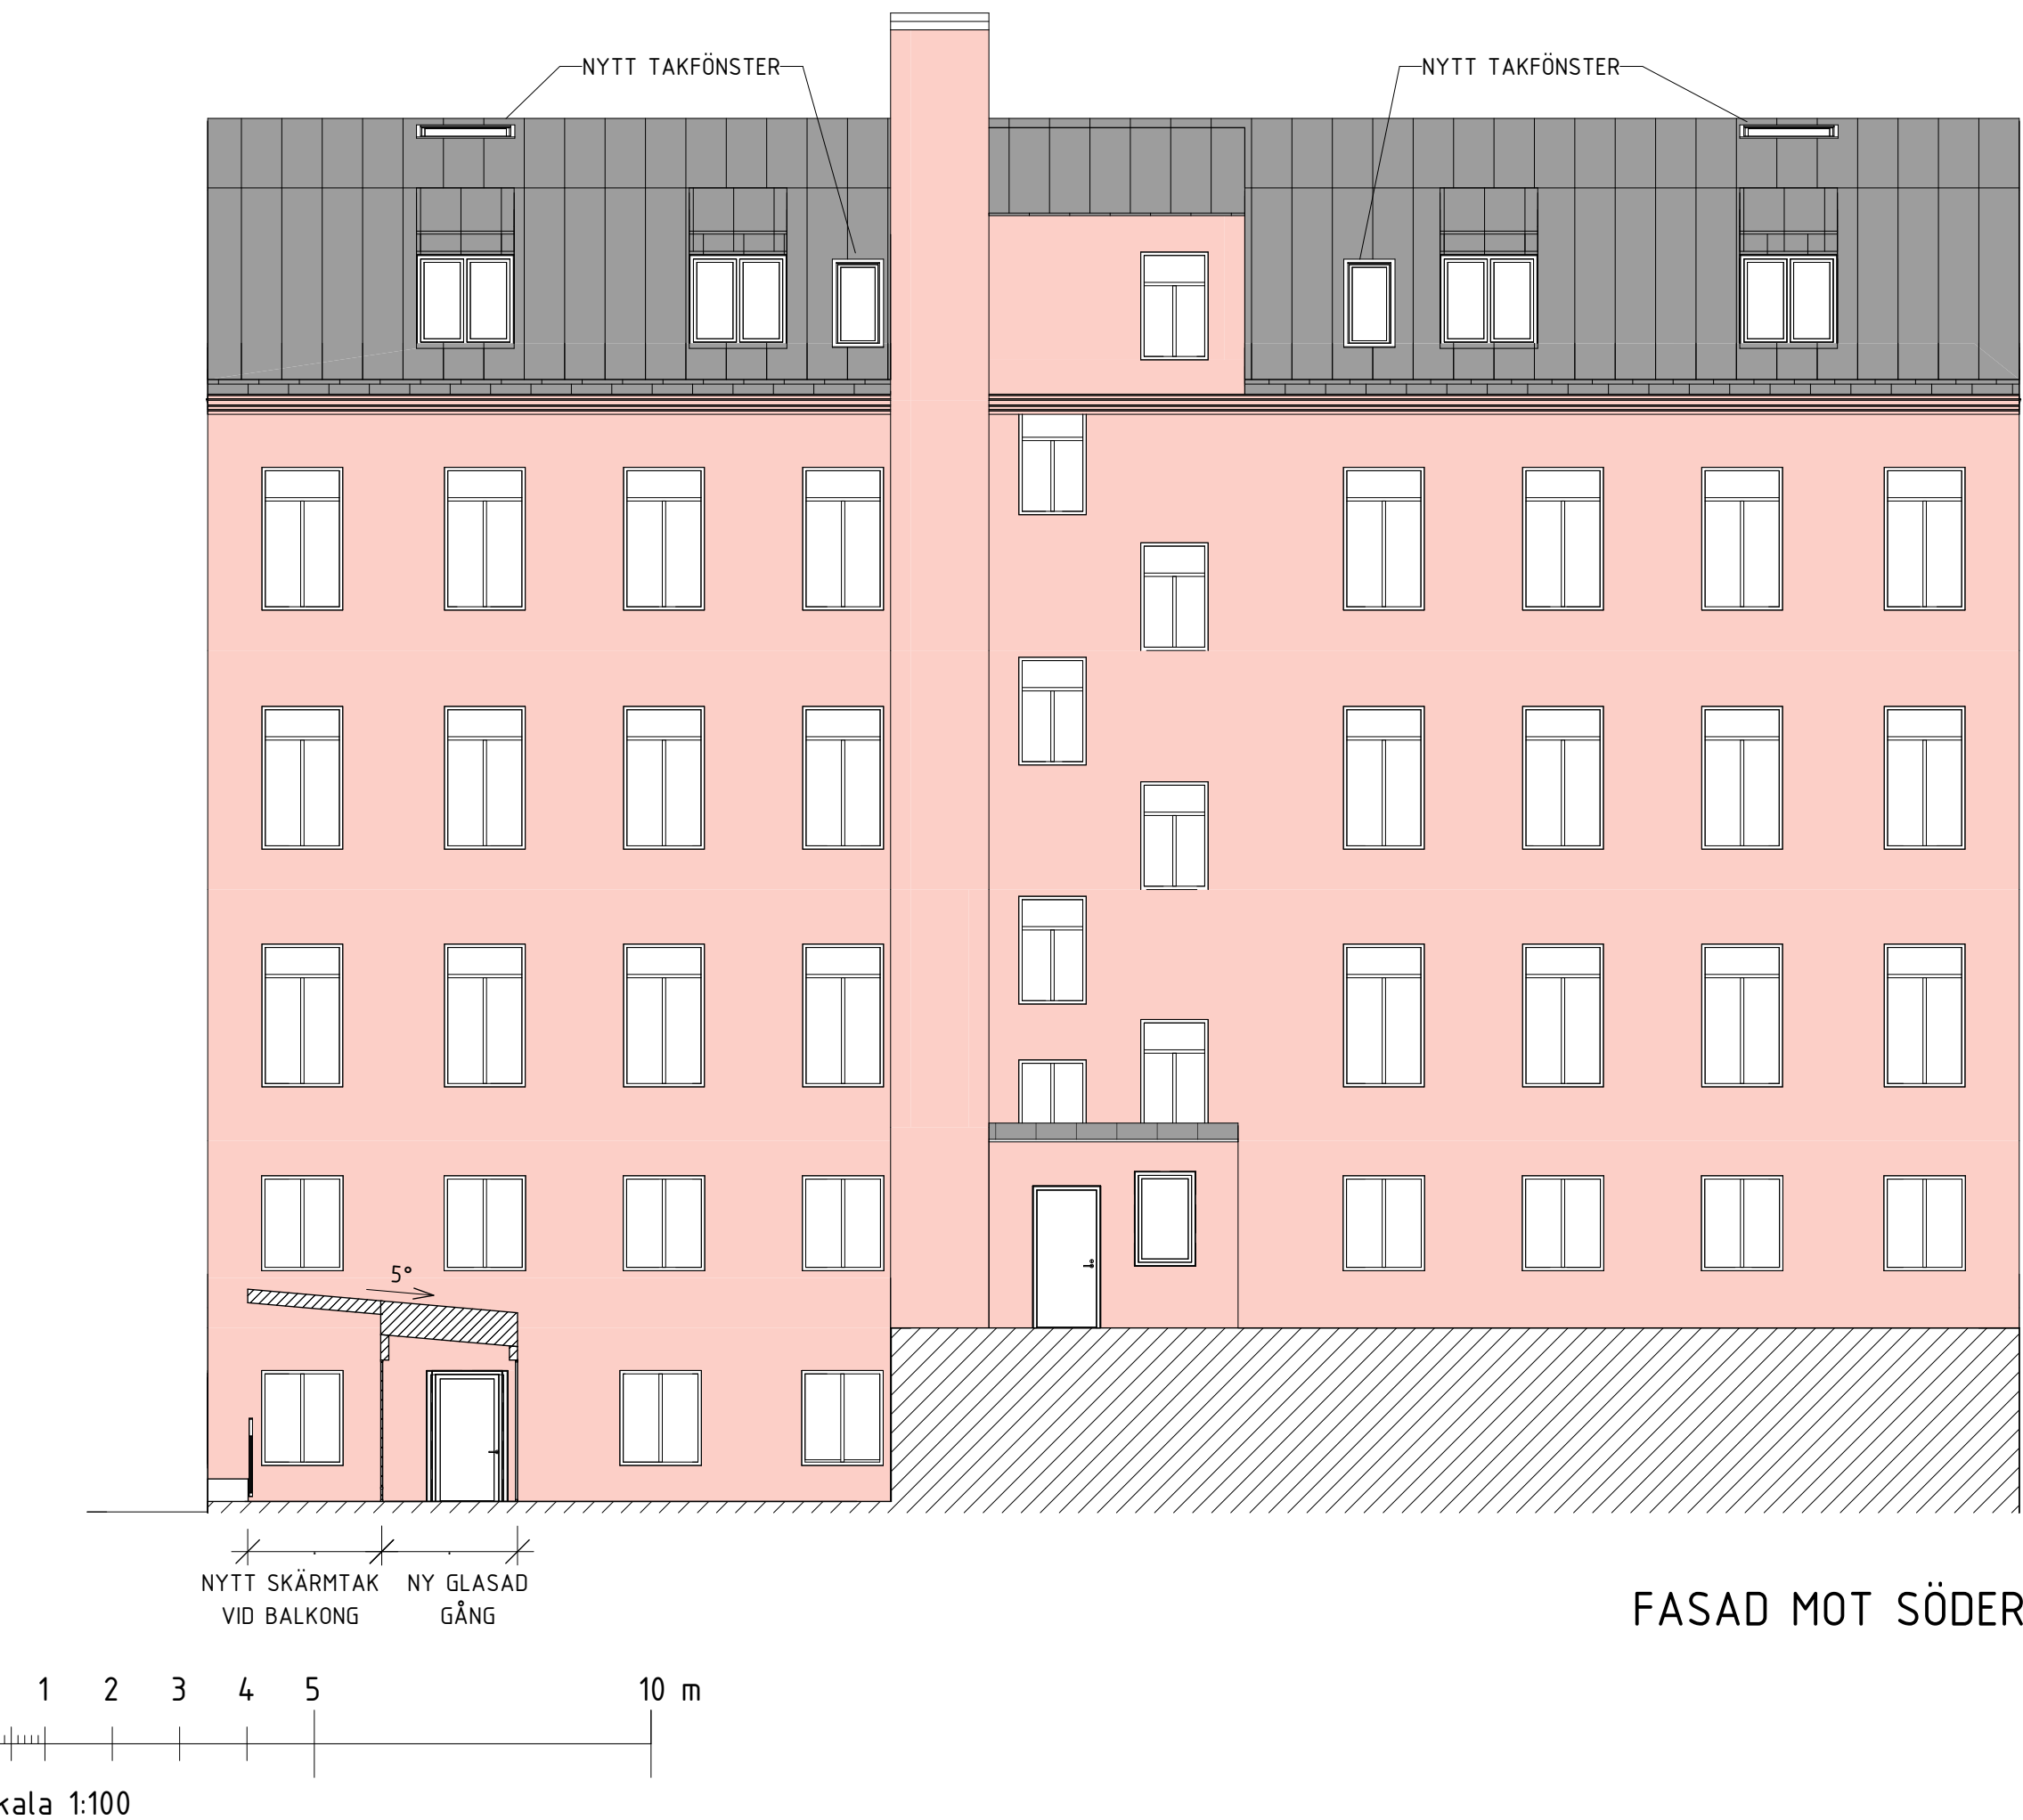 NYTT TAKFÖNSTER
NYTT TAKFÖNSTER
5°
NYTT SKÄRMTAK
VID BALKONG
NY GLASAD
GÅNG
FASAD MOT SÖDER
1 2 3 4 5 10 m
kala 1:100